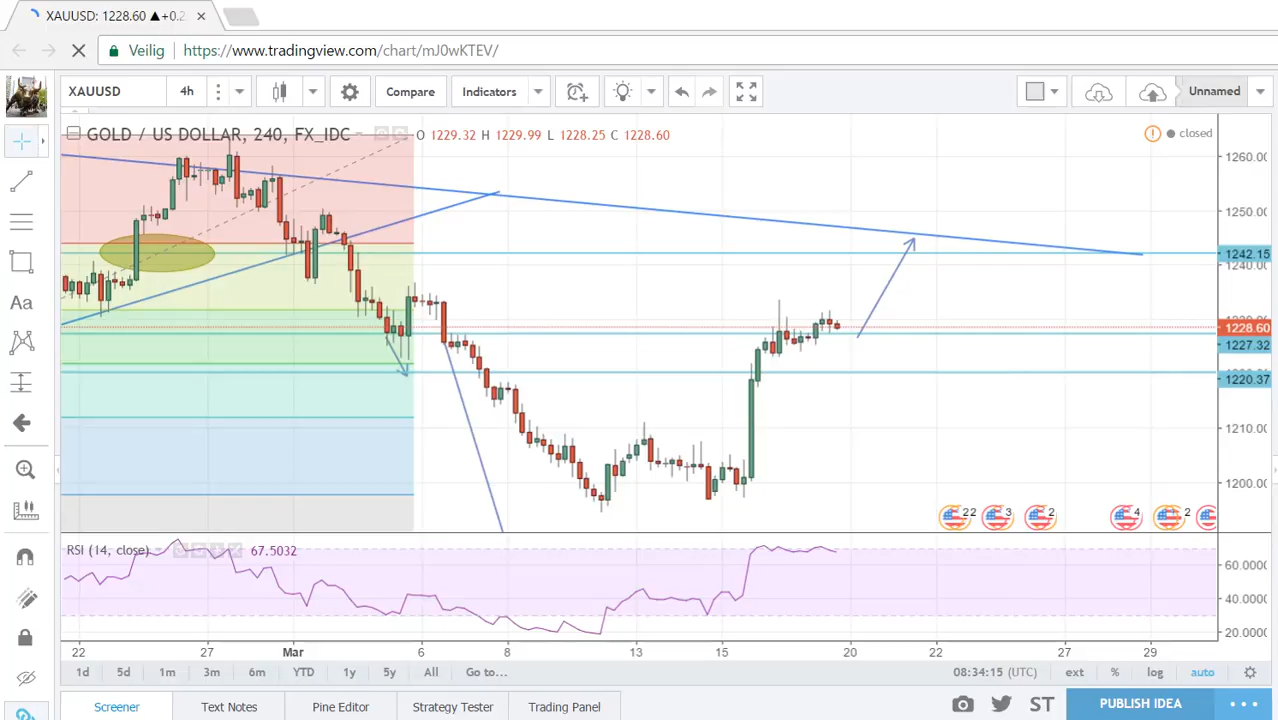 XAUUSD: 1228.60 ▲+0.2
Veilig https://www.tradingview.com/chart/mJ0wKTEV/
XAUUSD 4h Compare Indicators Unnamed
GOLD / US DOLLAR, 240, FX_IDC O 1229.32 H 1229.99 L 1228.25 C 1228.60 closed
1260.00
1250.00
1242.15
1240.00
1228.60
1227.32
1220.37
1210.00
1200.00
22 3 2 4 2
RSI (14, close) 67.5032
60.0000
40.0000
20.0000
22 27 Mar 6 8 13 15 20 22 27 29
1d 5d 1m 3m 6m YTD 1y 5y All Go to... 08:34:15 (UTC) ext % log auto
Screener Text Notes Pine Editor Strategy Tester Trading Panel ST PUBLISH IDEA
Aa